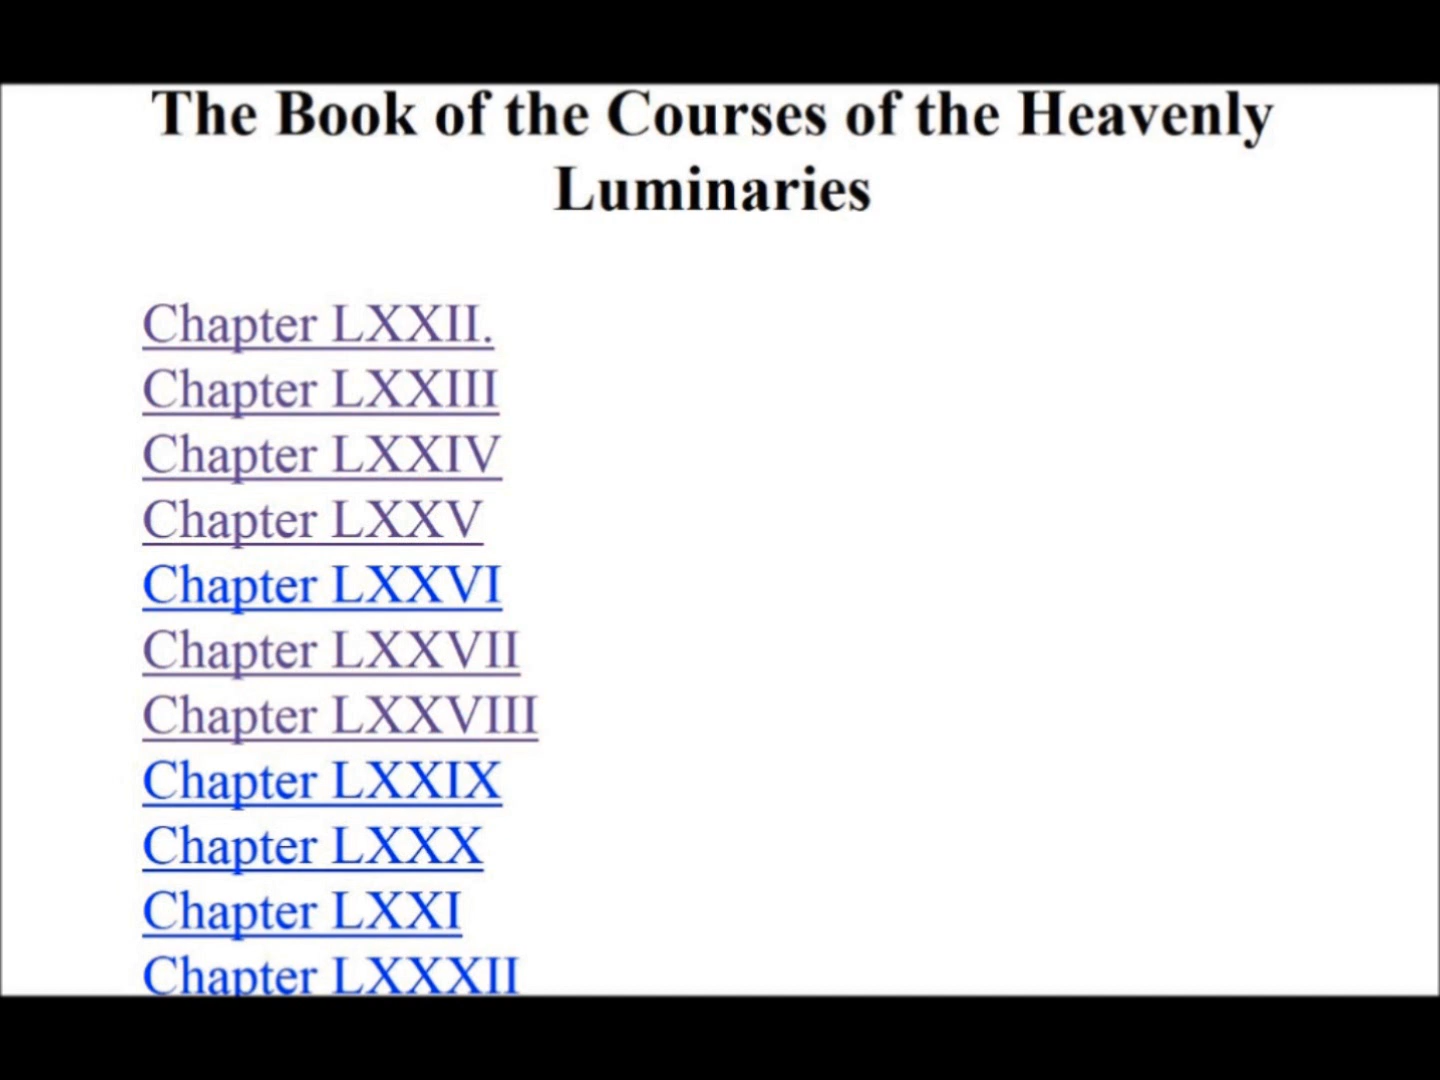 The Book of the Courses of the Heavenly
Luminaries
Chapter LXXII.
Chapter LXXIII
Chapter LXXIV
Chapter LXXV
Chapter LXXVI
Chapter LXXVII
Chapter LXXVIII
Chapter LXXIX
Chapter LXXX
Chapter LXXI
Chapter LXXXII